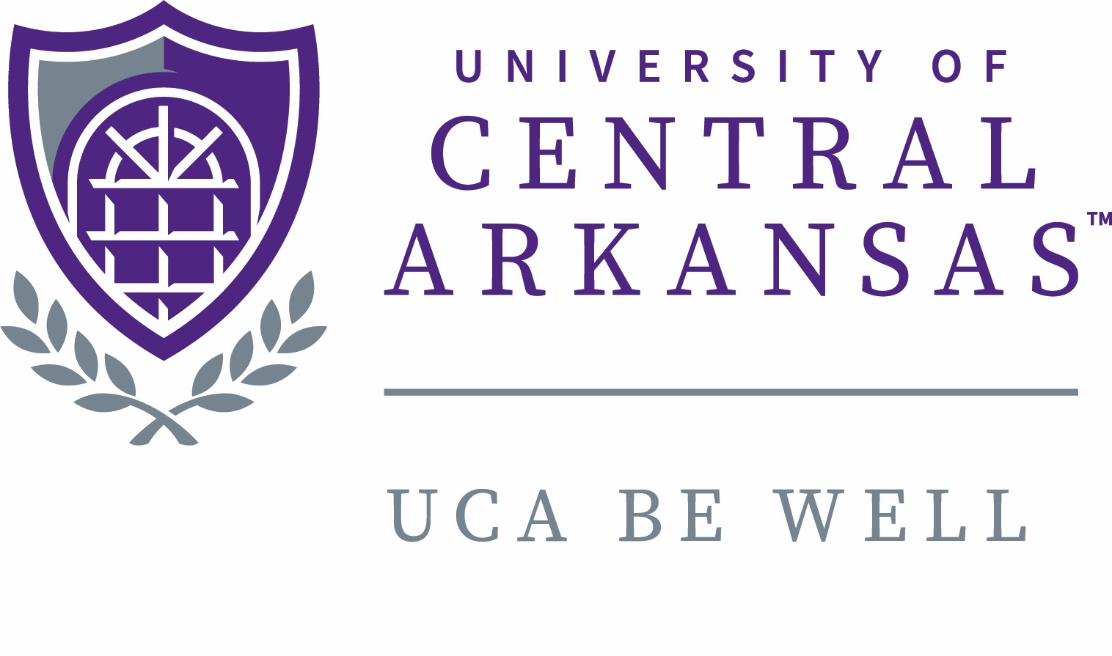 UNIVERSITY OF
CENTRAL
ARKANSAS™
UCA BE WELL